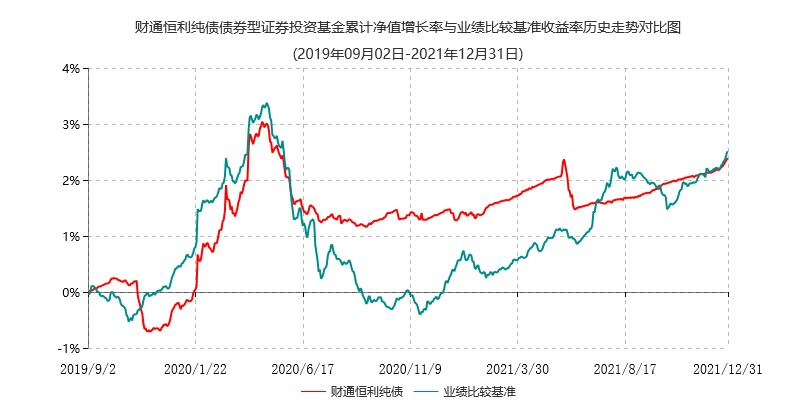 财通恒利纯债债券型证券投资基金累计净值增长率与业绩比较基准收益率历史走势对比图
(2019年09月02日-2021年12月31日)
4%
3%
2%
1%
0%
-1%
2019/9/2 2020/1/22 2020/6/17 2020/11/9 2021/3/30 2021/8/17 2021/12/31
财通恒利纯债 业绩比较基准